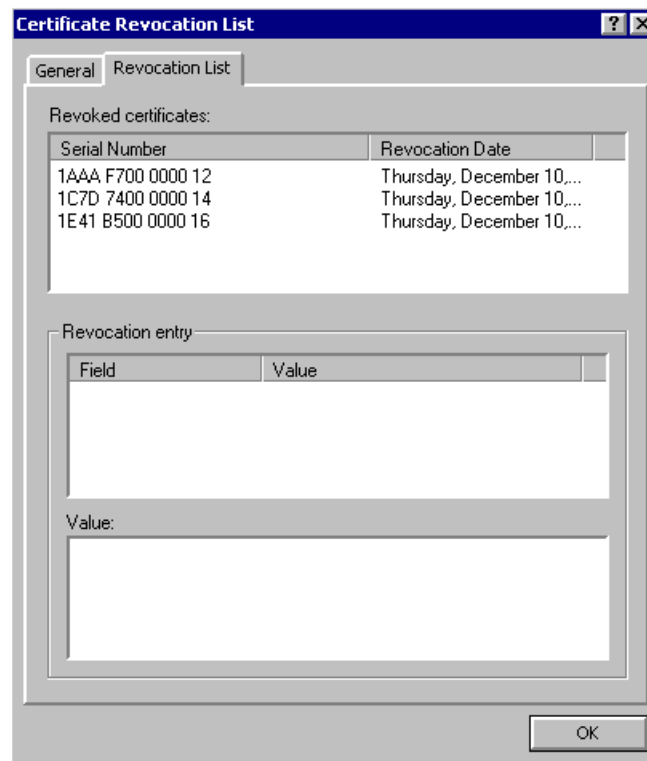 Certificate Revocation List
General Revocation List
Revoked certificates:
Serial Number Revocation Date
1AAA F700 0000 12 Thursday, December 10,...
1C7D 7400 0000 14 Thursday, December 10,...
1E41 B500 0000 16 Thursday, December 10,...
Revocation entry
Field Value
Value:
OK